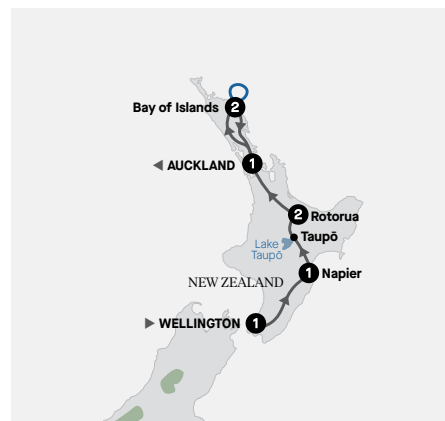 Bay of Islands 2
◄ AUCKLAND 1
2 Rotorua
Taupō
Lake
Taupō
1 Napier
NEW ZEALAND
► WELLINGTON 1